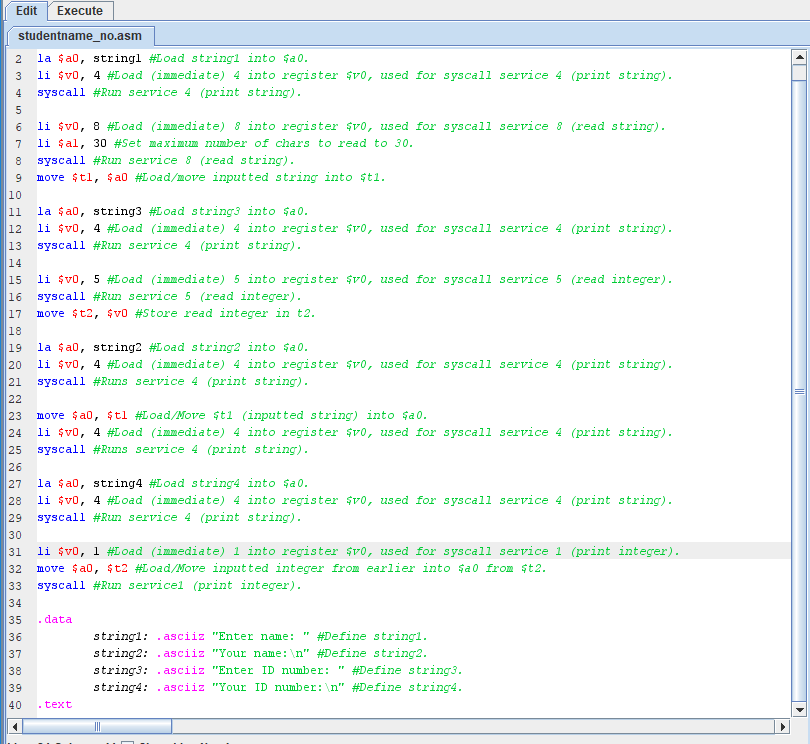 Edit Execute
studentname_no.asm
2 la $a0, string1 #Load string1 into $a0.
3 li $v0, 4 #Load (immediate) 4 into register $v0, used for syscall service 4 (print string).
4 syscall #Run service 4 (print string).
5
6 li $v0, 8 #Load (immediate) 8 into register $v0, used for syscall service 8 (read string).
7 li $a1, 30 #Set maximum number of chars to read to 30.
8 syscall #Run service 8 (read string).
9 move $t1, $a0 #Load/move inputted string into $t1.
10
11 la $a0, string3 #Load string3 into $a0.
12 li $v0, 4 #Load (immediate) 4 into register $v0, used for syscall service 4 (print string).
13 syscall #Run service 4 (print string).
14
15 li $v0, 5 #Load (immediate) 5 into register $v0, used for syscall service 5 (read integer).
16 syscall #Run service 5 (read integer).
17 move $t2, $v0 #Store read integer in t2.
18
19 la $a0, string2 #Load string2 into $a0.
20 li $v0, 4 #Load (immediate) 4 into register $v0, used for syscall service 4 (print string).
21 syscall #Runs service 4 (print string).
22
23 move $a0, $t1 #Load/Move $t1 (inputted string) into $a0.
24 li $v0, 4 #Load (immediate) 4 into register $v0, used for syscall service 4 (print string).
25 syscall #Runs service 4 (print string).
26
27 la $a0, string4 #Load string4 into $a0.
28 li $v0, 4 #Load (immediate) 4 into register $v0, used for syscall service 4 (print string).
29 syscall #Run service 4 (print string).
30
31 li $v0, 1 #Load (immediate) 1 into register $v0, used for syscall service 1 (print integer).
32 move $a0, $t2 #Load/Move inputted integer from earlier into $a0 from $t2.
33 syscall #Run service1 (print integer).
34
35 .data
36 string1: .asciiz "Enter name: " #Define string1.
37 string2: .asciiz "Your name:\n" #Define string2.
38 string3: .asciiz "Enter ID number: " #Define string3.
39 string4: .asciiz "Your ID number:\n" #Define string4.
40 .text